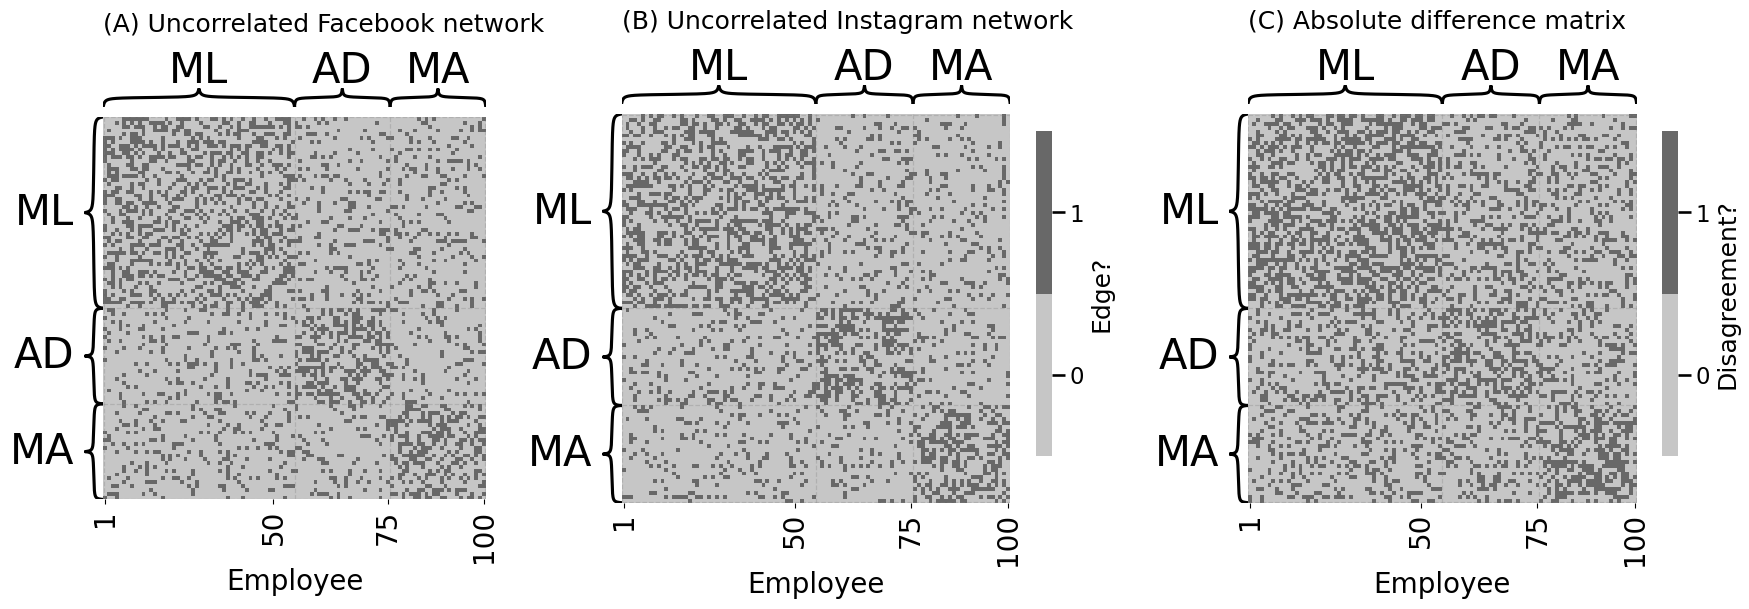 (A) Uncorrelated Facebook network
ML AD MA
ML
AD
MA
1 50 75 100
Employee
(B) Uncorrelated Instagram network
ML AD MA
ML
AD
MA
1 50 75 100
Employee
1
0
Edge?
(C) Absolute difference matrix
ML AD MA
ML
AD
MA
1 50 75 100
Employee
1
0
Disagreement?